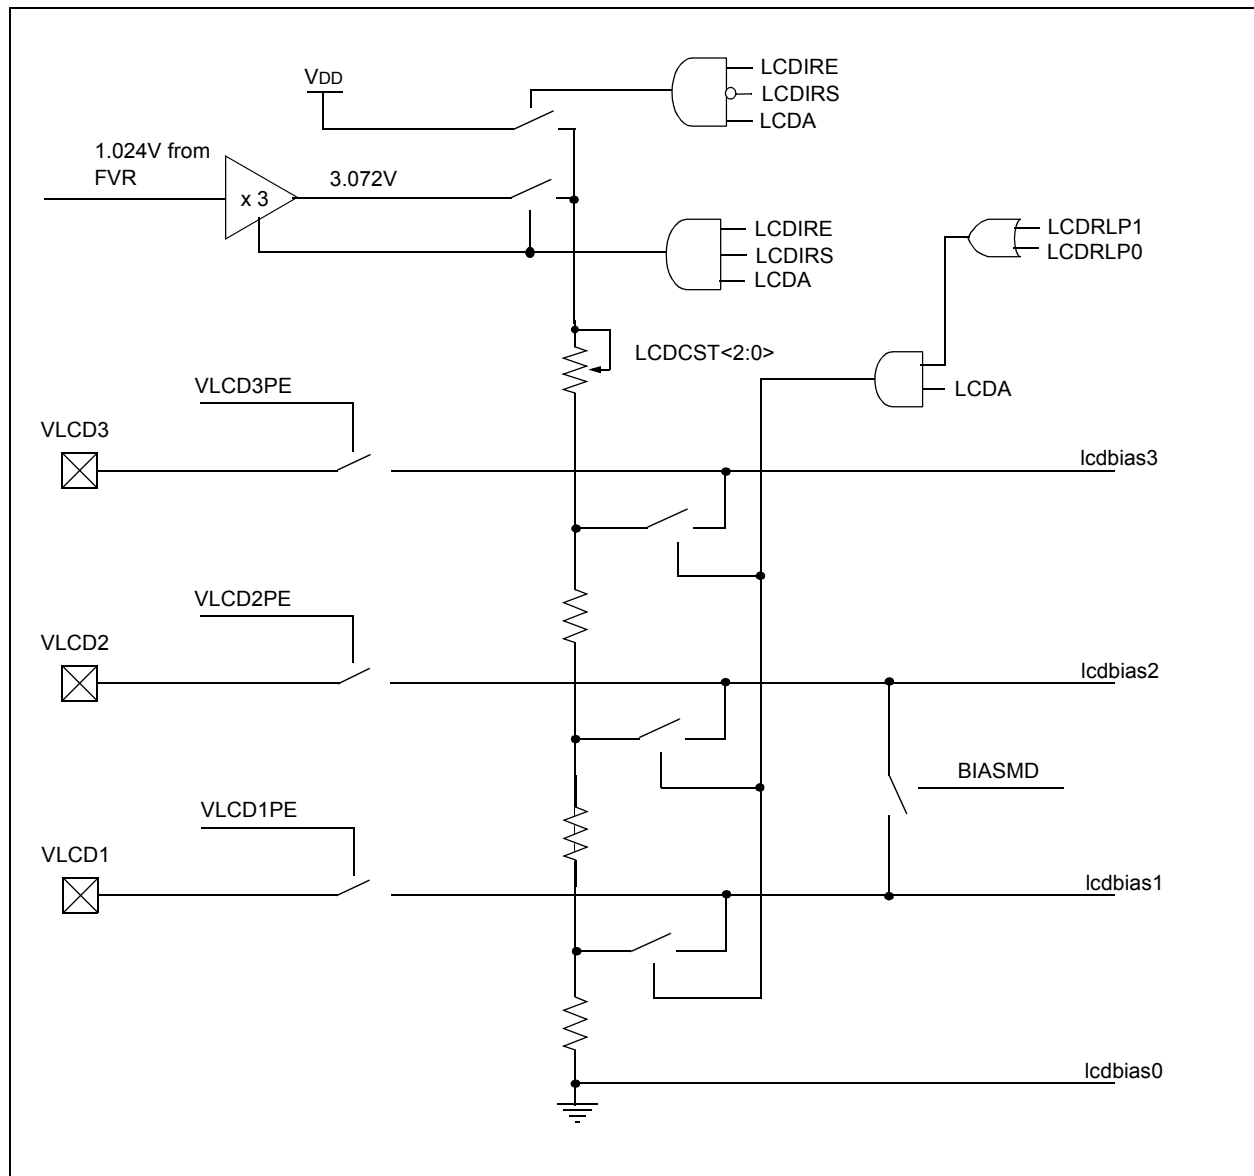 VDD
LCDIRE
LCDIRS
LCDA
1.024V from
FVR
x 3
3.072V
LCDIRE
LCDIRS
LCDA
LCDRLP1
LCDRLP0
LCDCST<2:0>
LCDA
VLCD3PE
VLCD3
lcdbias3
VLCD2PE
VLCD2
lcdbias2
BIASMD
VLCD1PE
VLCD1
lcdbias1
lcdbias0